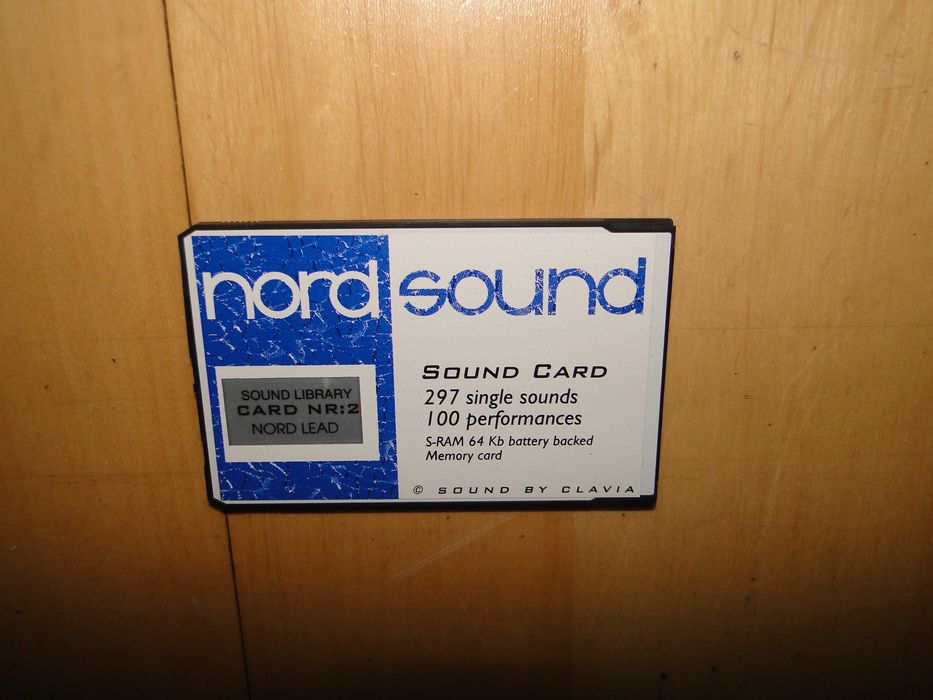 nord sound
SOUND LIBRARY
CARD NR:2
NORD LEAD
SOUND CARD
297 single sounds
100 performances
S-RAM 64 Kb battery backed
Memory card
© SOUND BY CLAVIA